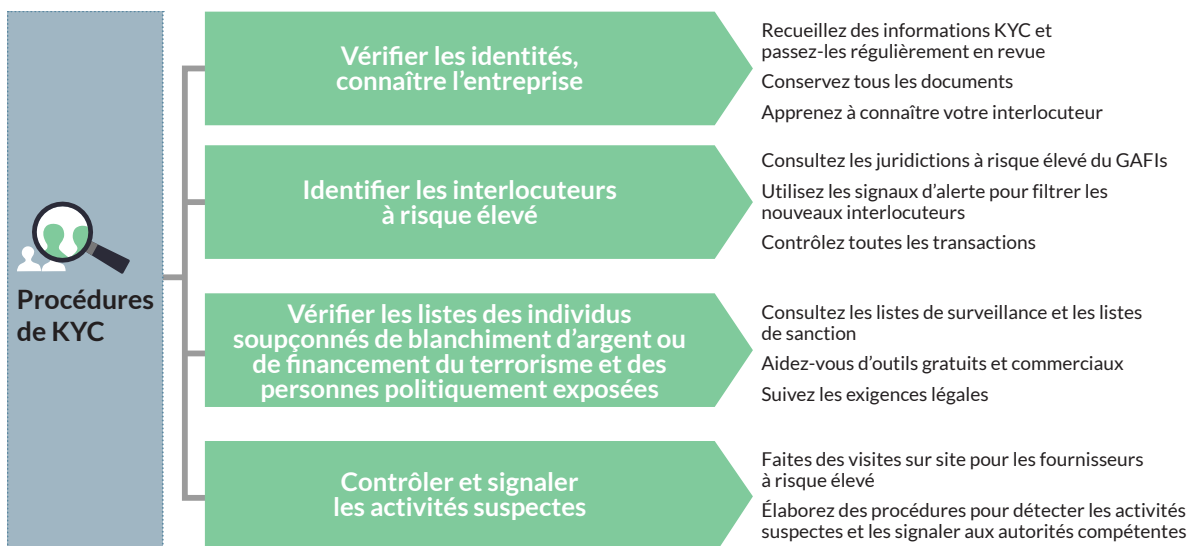 Procédures
de KYC
Vérifier les identités,
connaître l'entreprise
Recueillez des informations KYC et
passez-les régulièrement en revue
Conservez tous les documents
Apprenez à connaître votre interlocuteur
Identifier les interlocuteurs
à risque élevé
Consultez les juridictions à risque élevé du GAFIs
Utilisez les signaux d'alerte pour filtrer les
nouveaux interlocuteurs
Contrôlez toutes les transactions
Vérifier les listes des individus
soupçonnés de blanchiment d'argent ou
de financement du terrorisme et des
personnes politiquement exposées
Consultez les listes de surveillance et les listes
de sanction
Aidez-vous d'outils gratuits et commerciaux
Suivez les exigences légales
Contrôler et signaler
les activités suspectes
Faites des visites sur site pour les fournisseurs
à risque élevé
Élaborez des procédures pour détecter les activités
suspectes et les signaler aux autorités compétentes